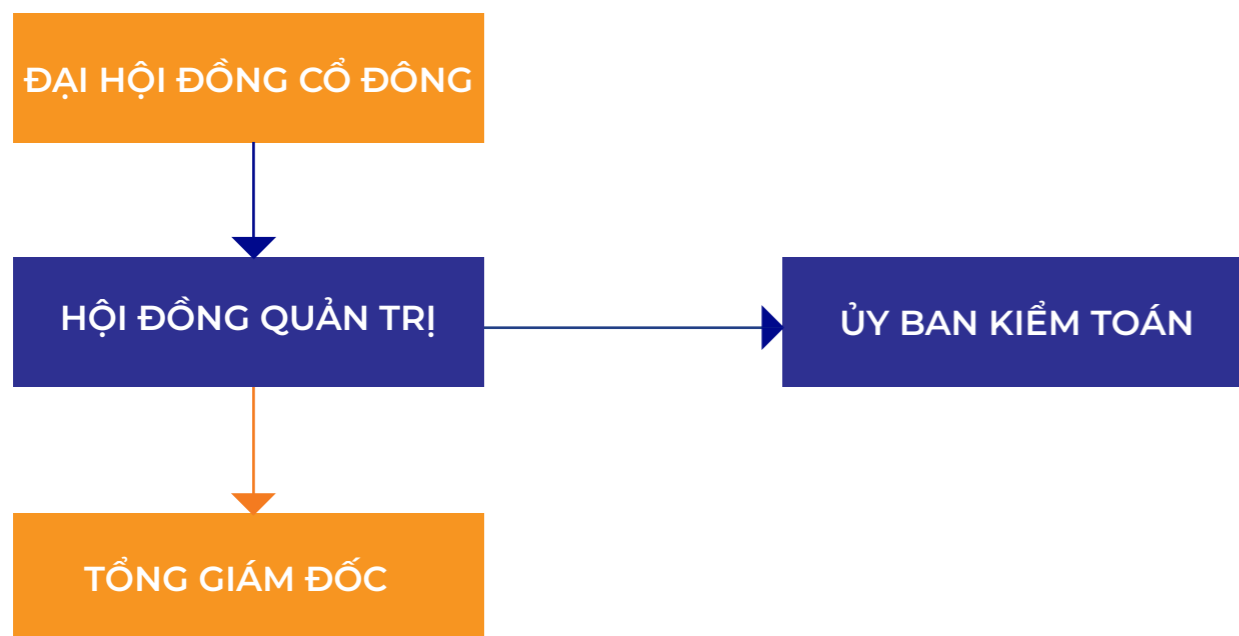 ĐẠI HỘI ĐỒNG CỔ ĐÔNG
HỘI ĐỒNG QUẢN TRỊ
ỦY BAN KIỂM TOÁN
TỔNG GIÁM ĐỐC